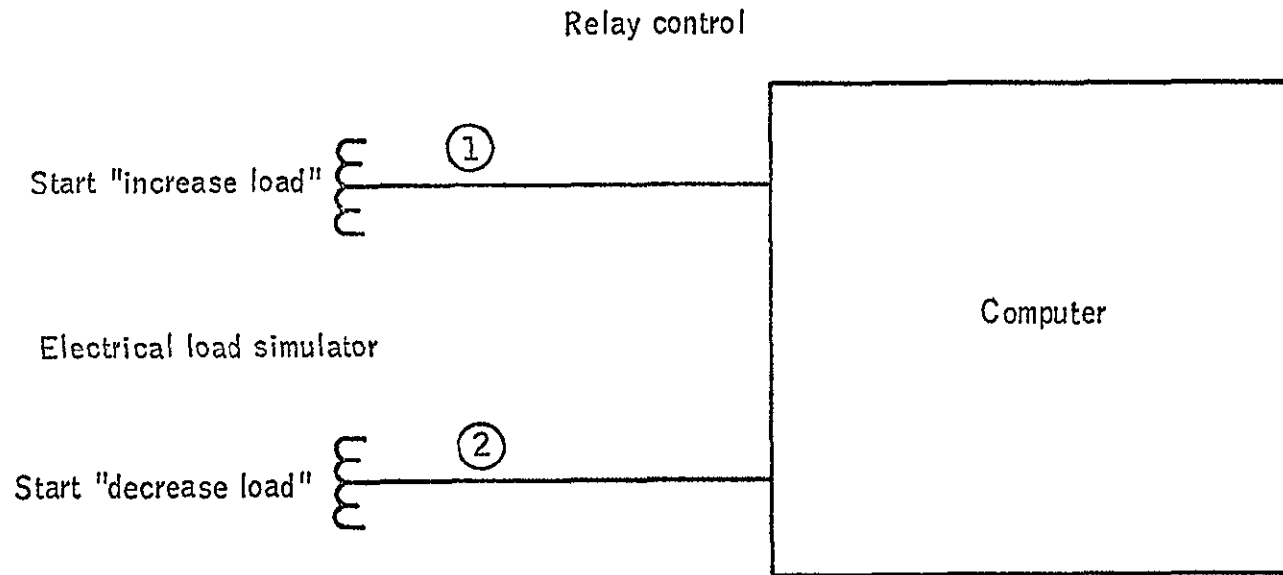 Relay control
①
Start "increase load"
Computer
Electrical load simulator
②
Start "decrease load"